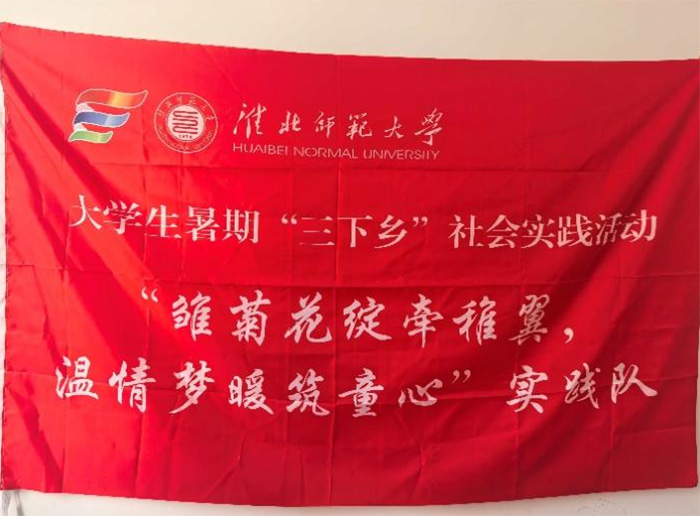 淮北师范大学
HUAIBEI NORMAL UNIVERSITY
大学生暑期“三下乡”社会实践活动
“雏菊花绽牵稚翼，
温情梦暖筑童心”实践队